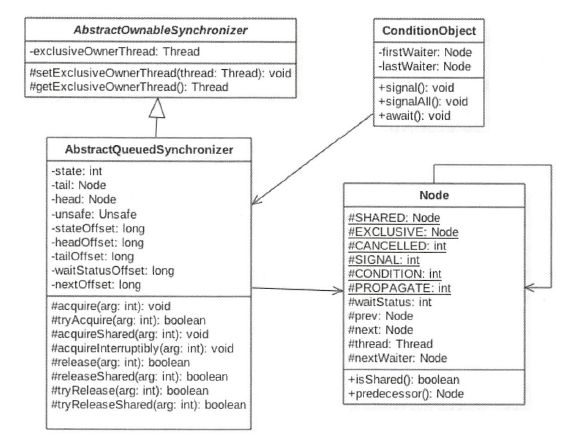 AbstractOwnableSynchronizer
-exclusiveOwnerThread: Thread
#setExclusiveOwnerThread(thread: Thread): void
#getExclusiveOwnerThread(): Thread
ConditionObject
-firstWaiter: Node
-lastWaiter: Node
+signal(): void
+signalAll(): void
+await(): void
AbstractQueuedSynchronizer
-state: int
-tail: Node
-head: Node
-unsafe: Unsafe
-stateOffset: long
-headOffset: long
-tailOffset: long
-waitStatusOffset: long
-nextOffset: long
#acquire(arg: int): void
#tryAcquire(arg: int): boolean
#acquireShared(arg: int): void
#acquireInterruptibly(arg: int): void
#release(arg: int): boolean
#releaseShared(arg: int): boolean
#tryRelease(arg: int): boolean
#tryReleaseShared(arg: int): boolean
Node
#SHARED: Node
#EXCLUSIVE: Node
#CANCELLED: int
#SIGNAL: int
#CONDITION: int
#PROPAGATE: int
#waitStatus: int
#prev: Node
#next: Node
#thread: Thread
#nextWaiter: Node
+isShared(): boolean
+predecessor(): Node